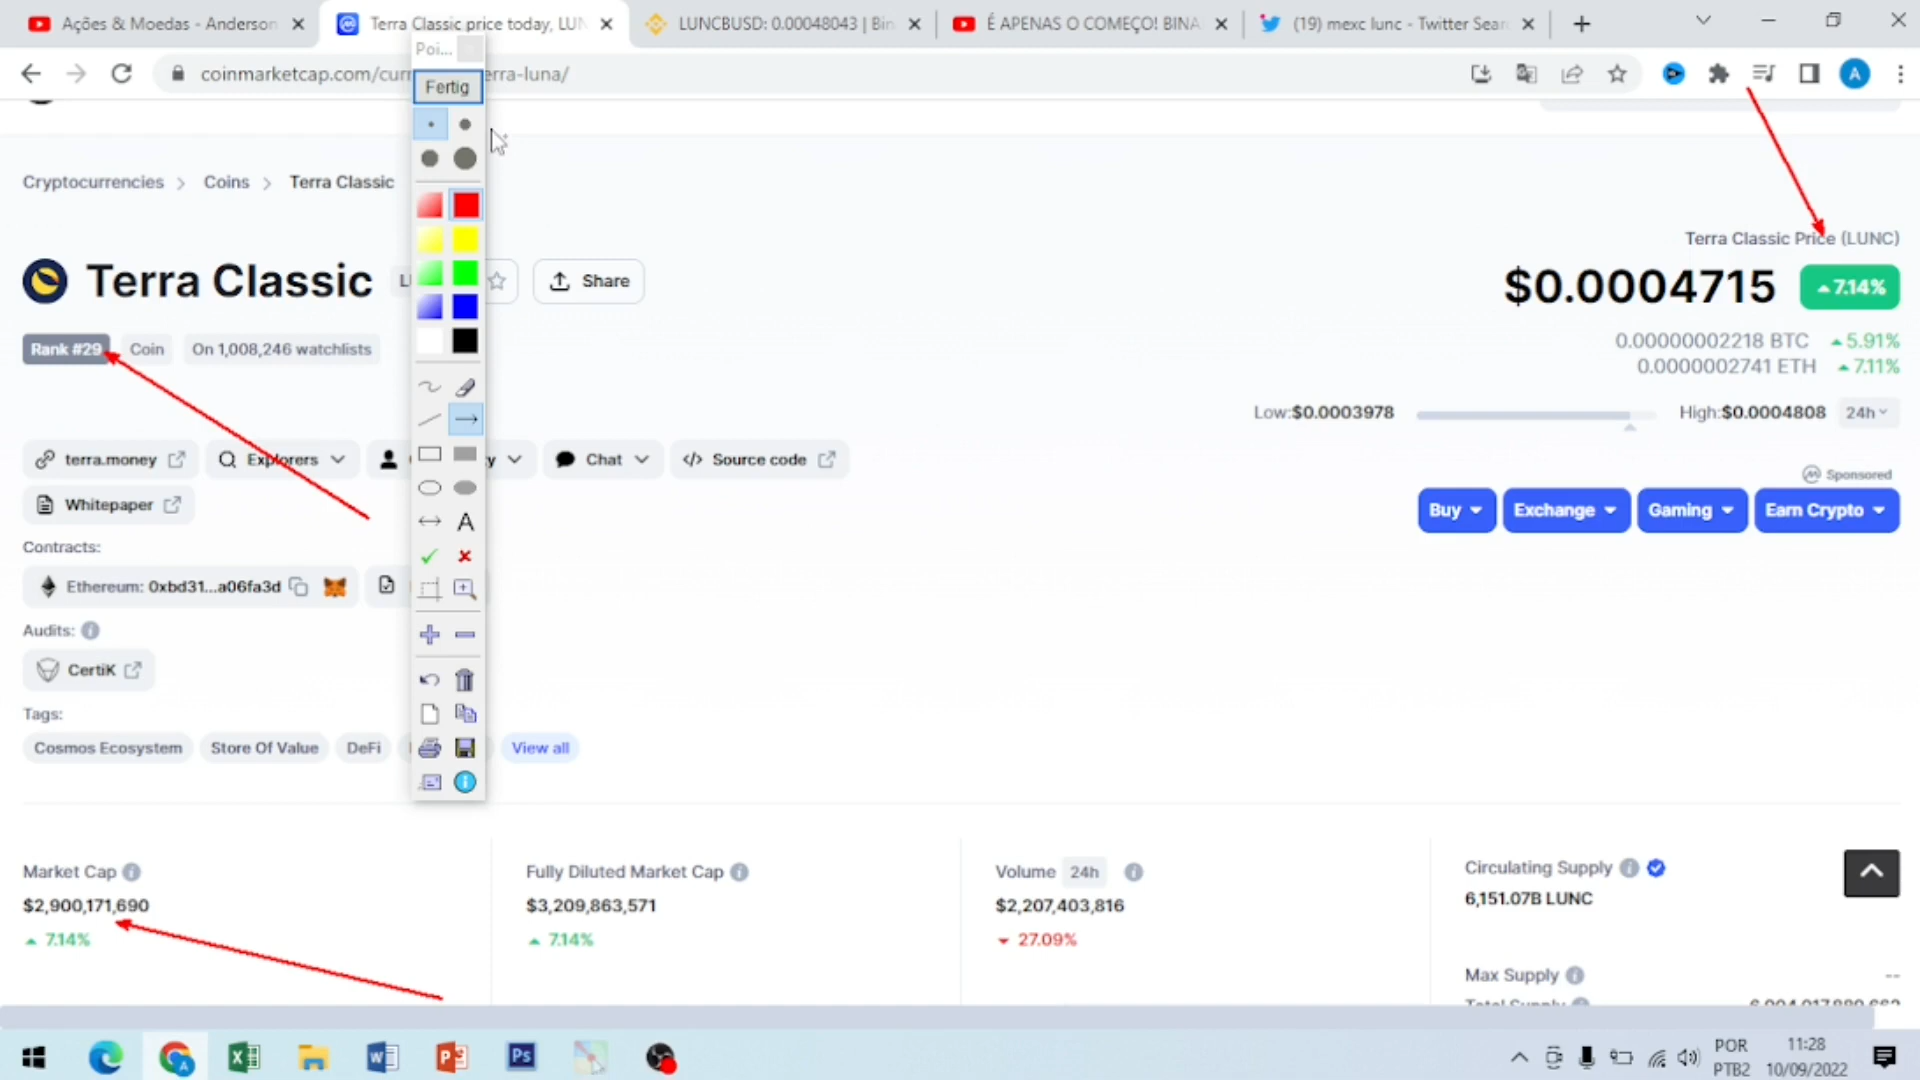 Ações & Moedas - Anderson
Terra Classic price today, LUN
LUNCBUSD: 0.00048043 | Bin
É APENAS O COMEÇO! BINA
(19) mexc lunc - Twitter Sear
Poi...
coinmarketcap.com/curr
erra-luna/
A
Fertig
Cryptocurrencies > Coins > Terra Classic
Terra Classic Price (LUNC)
Terra Classic
Share
$0.0004715
7.14%
Rank #29
Coin
On 1,008,246 watchlists
0.00000002218 BTC
5.91%
0.0000002741 ETH
7.11%
Low:$0.0003978
High:$0.0004808
24h
terra.money
Explorers
y
Chat
Source code
Sponsored
Whitepaper
Buy
Exchange
Gaming
Earn Crypto
A
Contracts:
Ethereum: 0xbd31...a06fa3d
Audits:
CertiK
Tags:
Cosmos Ecosystem
Store Of Value
DeFi
View all
Market Cap
$2,900,171,690
7.14%
Fully Diluted Market Cap
$3,209,863,571
7.14%
Volume 24h
$2,207,403,816
27.09%
Circulating Supply
6,151.07B LUNC
Max Supply
--
Total Supply
Ps
POR
PTB2
11:28
10/09/2022